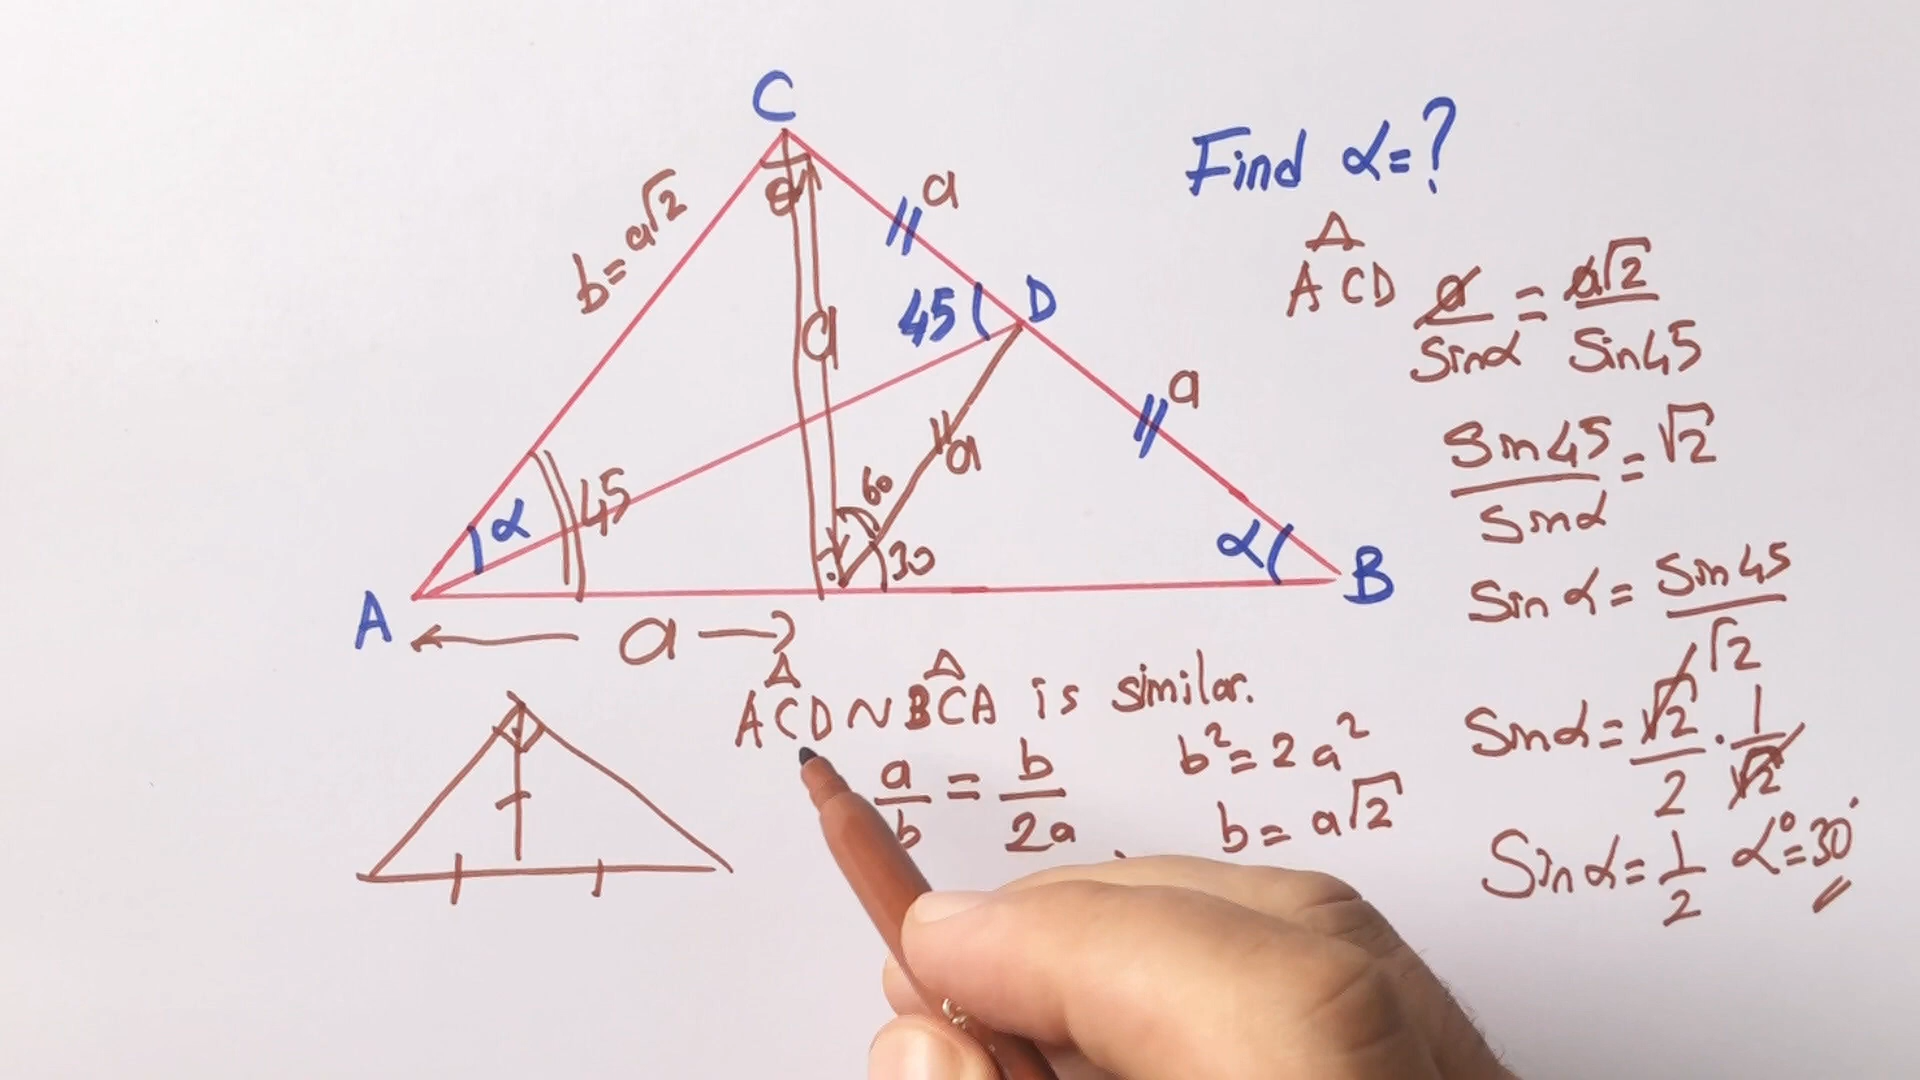 C
Find α=?
a
b=a√2
a
ACD a/sinα = a√2/sin45
D
45
a
a
sin45/sinα = √2
a
60
45
α
30
α
B
A
a
sinα = sin45/√2
ACD ~ BCA is similar.
a/b = b/2a
b²=2a²
sinα = √2/2 . 1/√2
b=a√2
sinα = 1/2 α=30°